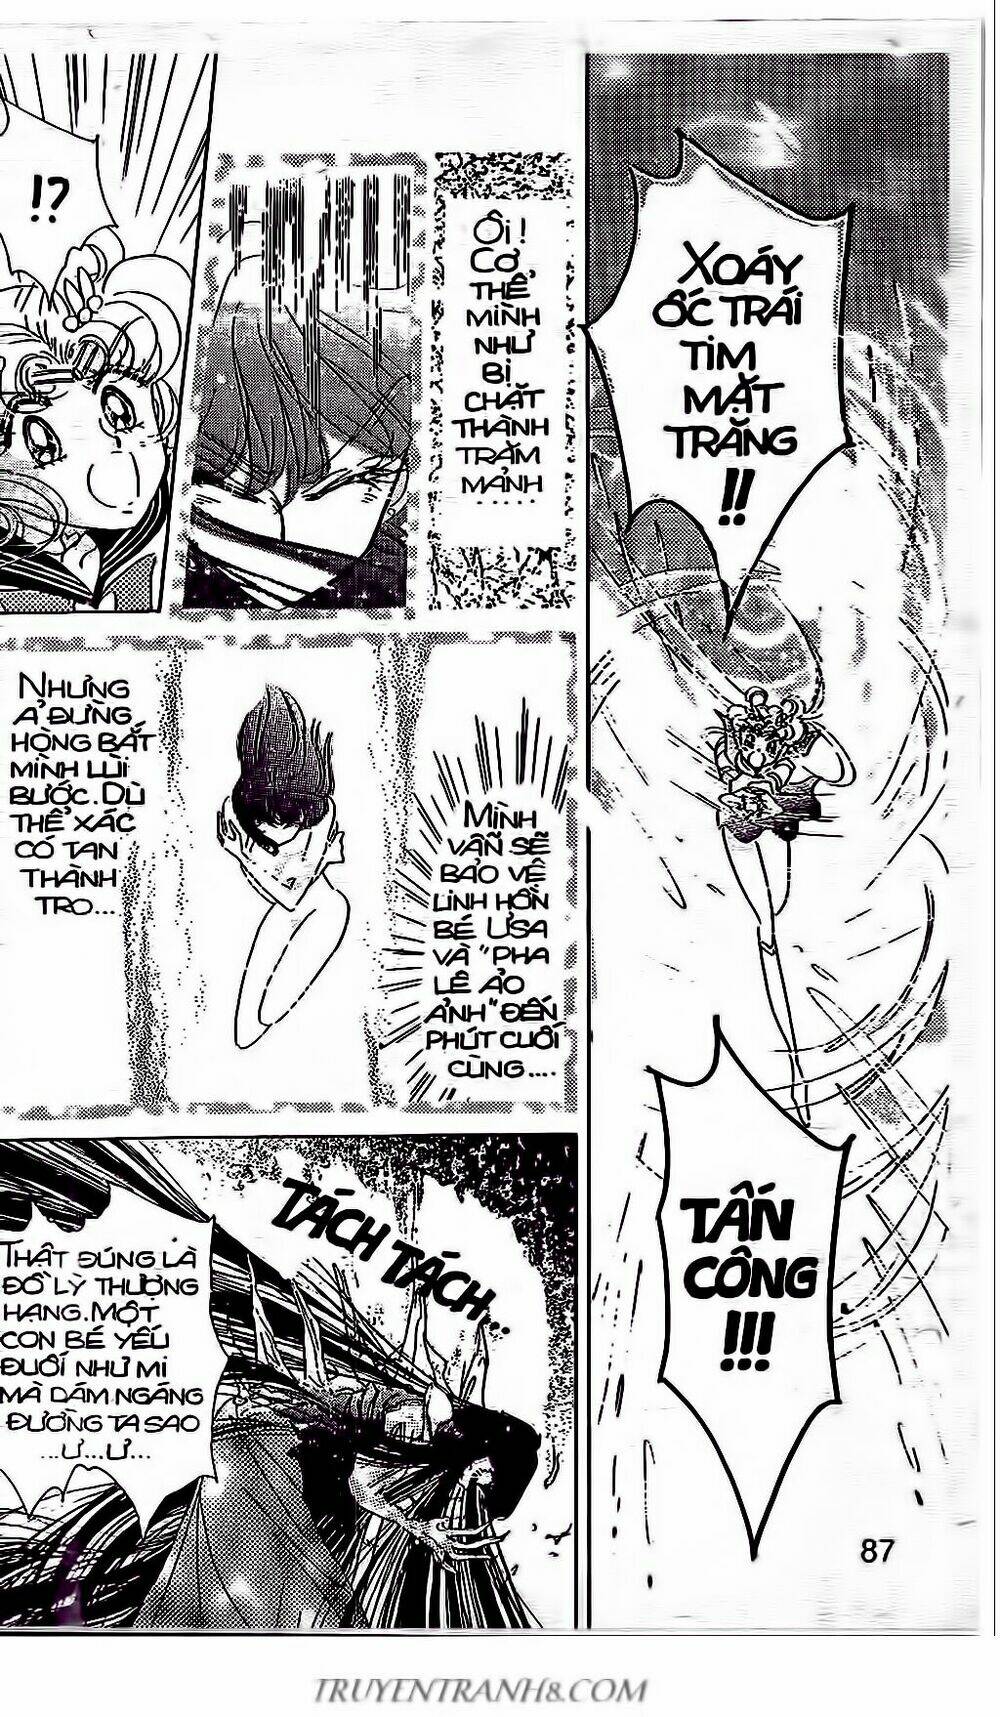 XOÁY
ỐC TRÁI
TIM
MẶT
TRĂNG
!!
TẤN
CÔNG
!!!
ÔI!
CƠ
THỂ
MÌNH
NHƯ
BỊ
CHẶT
THÀNH
TRĂM
MẢNH
......
!?
MÌNH
VẪN SẼ
BẢO VỆ
LINH HỒN
BÉ USA
VÀ "PHA
LÊ ẢO
ẢNH" ĐẾN
PHÚT CUỐI
CÙNG....
NHƯNG
Ả ĐỪNG
HÒNG BẮT
MÌNH LÙI
BƯỚC. DÙ
THỂ XÁC
CÓ TAN
THÀNH
TRO...
TÁCH TÁCH...
THẬT ĐÚNG LÀ
ĐỒ LÝ THƯỢNG
HẠNG. MỘT
CON BÉ YẾU
ĐUỐI NHƯ MI
MÀ DÁM NGÁNG
ĐƯỜNG TA SAO
...Ư...Ư...
87
TRUYENTRANH8.COM